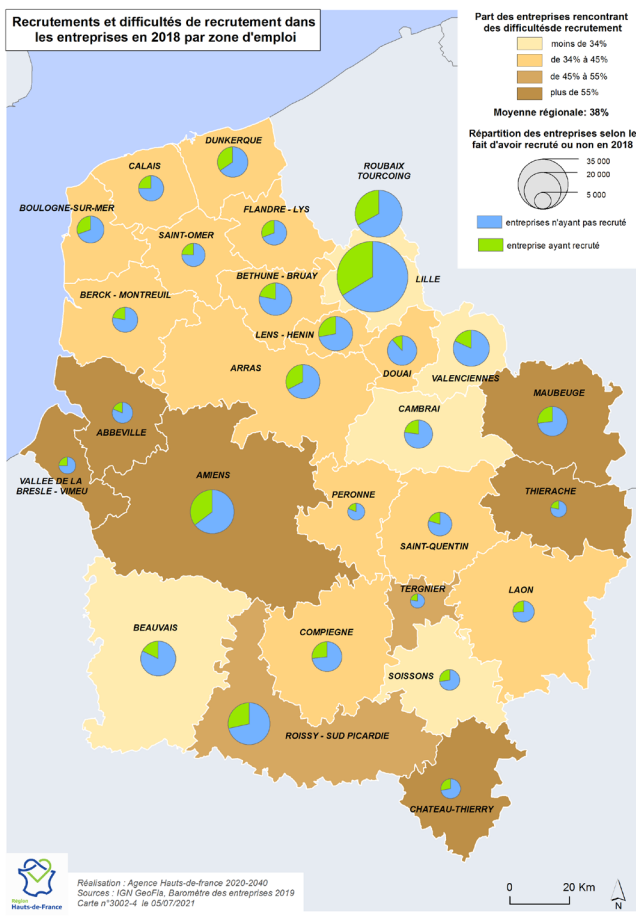 Recrutements et difficultés de recrutement dans
les entreprises en 2018 par zone d'emploi
Part des entreprises rencontrant
des difficultésde recrutement
moins de 34%
de 34% à 45%
de 45% à 55%
plus de 55%
Moyenne régionale: 38%
Répartition des entreprises selon le
fait d'avoir recruté ou non en 2018
35 000
20 000
5 000
entreprises n'ayant pas recruté
entreprise ayant recruté
DUNKERQUE
CALAIS
ROUBAIX
TOURCOING
BOULOGNE-SUR-MER
FLANDRE - LYS
SAINT-OMER
BETHUNE - BRUAY
LILLE
BERCK - MONTREUIL
LENS - HENIN
ARRAS
DOUAI
VALENCIENNES
MAUBEUGE
CAMBRAI
ABBEVILLE
VALLEE DE LA
BRESLE - VIMEU
AMIENS
PERONNE
THIERACHE
SAINT-QUENTIN
TERGNIER
LAON
BEAUVAIS
COMPIEGNE
SOISSONS
ROISSY - SUD PICARDIE
CHATEAU-THIERRY
Région
Hauts-de-France
Réalisation : Agence Hauts-de-france 2020-2040
Sources : IGN GeoFla, Baromètre des entreprises 2019
Carte n°3002-4 le 05/07/2021
0 20 Km
N